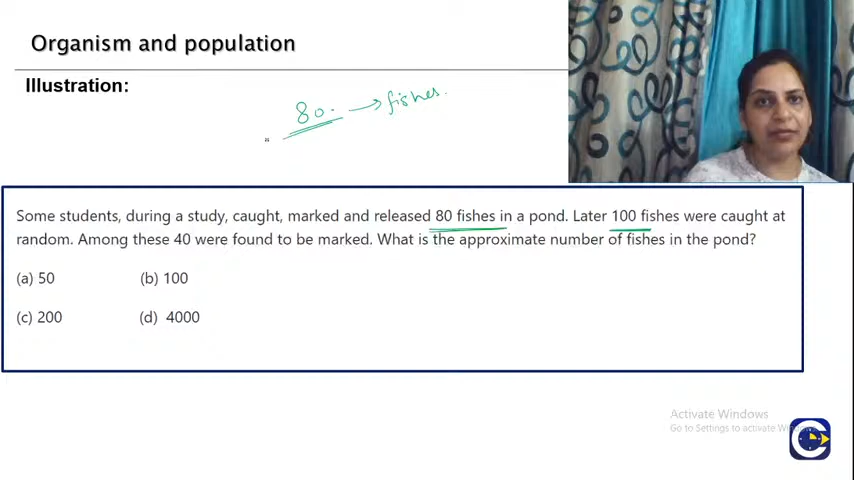 Organism and population
Illustration:
80. → fishes.
Some students, during a study, caught, marked and released 80 fishes in a pond. Later 100 fishes were caught at
random. Among these 40 were found to be marked. What is the approximate number of fishes in the pond?
(a) 50 (b) 100
(c) 200 (d) 4000
Activate Windows
Go to Settings to activate Windows.